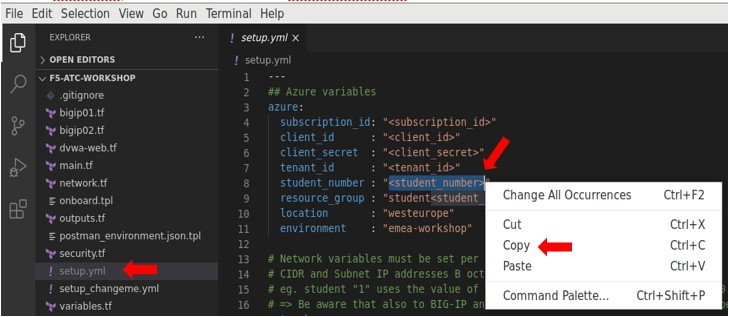 File Edit Selection View Go Run Terminal Help
EXPLORER ...
OPEN EDITORS
F5-ATC-WORKSHOP
.gitignore
bigip01.tf
bigip02.tf
dvwa-web.tf
main.tf
network.tf
onboard.tpl
outputs.tf
postman_environment.json.tpl
security.tf
setup.yml
setup_changeme.yml
variables.tf
! setup.yml ×
! setup.yml
1 ---
2 ## Azure variables
3 azure:
4 subscription_id: "<subscription_id>"
5 client_id : "<client_id>"
6 client_secret : "<client_secret>"
7 tenant_id : "<tenant_id>"
8 student_number : "<student_number>"
9 resource_group : "student<student_
10 location : "westeurope"
11 environment : "emea-workshop"
12
13 # Network variables must be set per
14 # CIDR and Subnet IP addresses B oct
15 # eg. student "1" uses the value of
16 # => Be aware that also to BIG-IP an
Change All Occurrences Ctrl+F2
Cut Ctrl+X
Copy Ctrl+C
Paste Ctrl+V
Command Palette... Ctrl+Shift+P